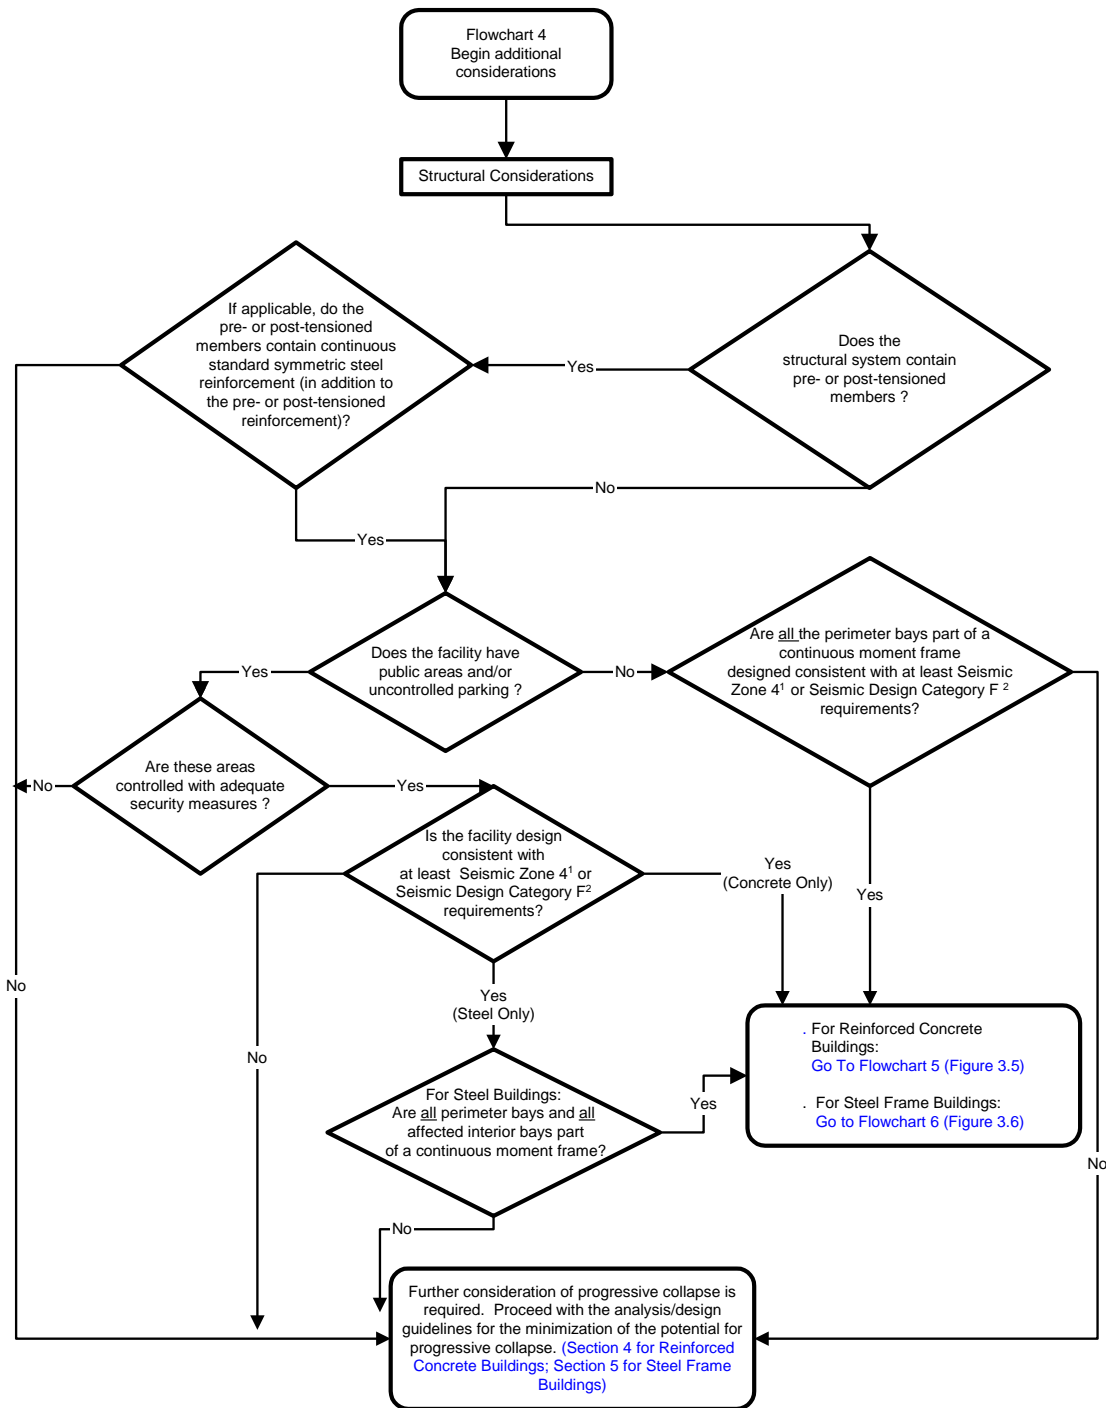 Flowchart 4
Begin additional
considerations
Structural Considerations
If applicable, do the
pre- or post-tensioned
members contain continuous
standard symmetric steel
reinforcement (in addition to
the pre- or post-tensioned
reinforcement)?
Yes
Does the
structural system contain
pre- or post-tensioned
members ?
No
Yes
Does the facility have
public areas and/or
uncontrolled parking ?
Yes
No
Are all the perimeter bays part of a
continuous moment frame
designed consistent with at least Seismic
Zone 4¹ or Seismic Design Category F ²
requirements?
No
Are these areas
controlled with adequate
security measures ?
Yes
Is the facility design
consistent with
at least Seismic Zone 4¹ or
Seismic Design Category F²
requirements?
Yes
(Concrete Only)
Yes
No
Yes
(Steel Only)
. For Reinforced Concrete
Buildings:
Go To Flowchart 5 (Figure 3.5)
. For Steel Frame Buildings:
Go to Flowchart 6 (Figure 3.6)
No
For Steel Buildings:
Are all perimeter bays and all
affected interior bays part
of a continuous moment frame?
Yes
No
No
Further consideration of progressive collapse is
required. Proceed with the analysis/design
guidelines for the minimization of the potential for
progressive collapse. (Section 4 for Reinforced
Concrete Buildings; Section 5 for Steel Frame
Buildings)